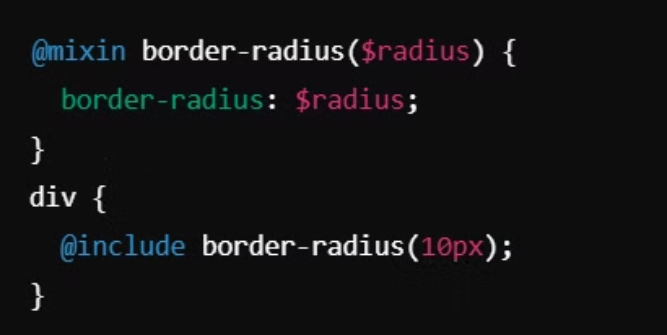 @mixin border-radius($radius) {
  border-radius: $radius;
}
div {
  @include border-radius(10px);
}